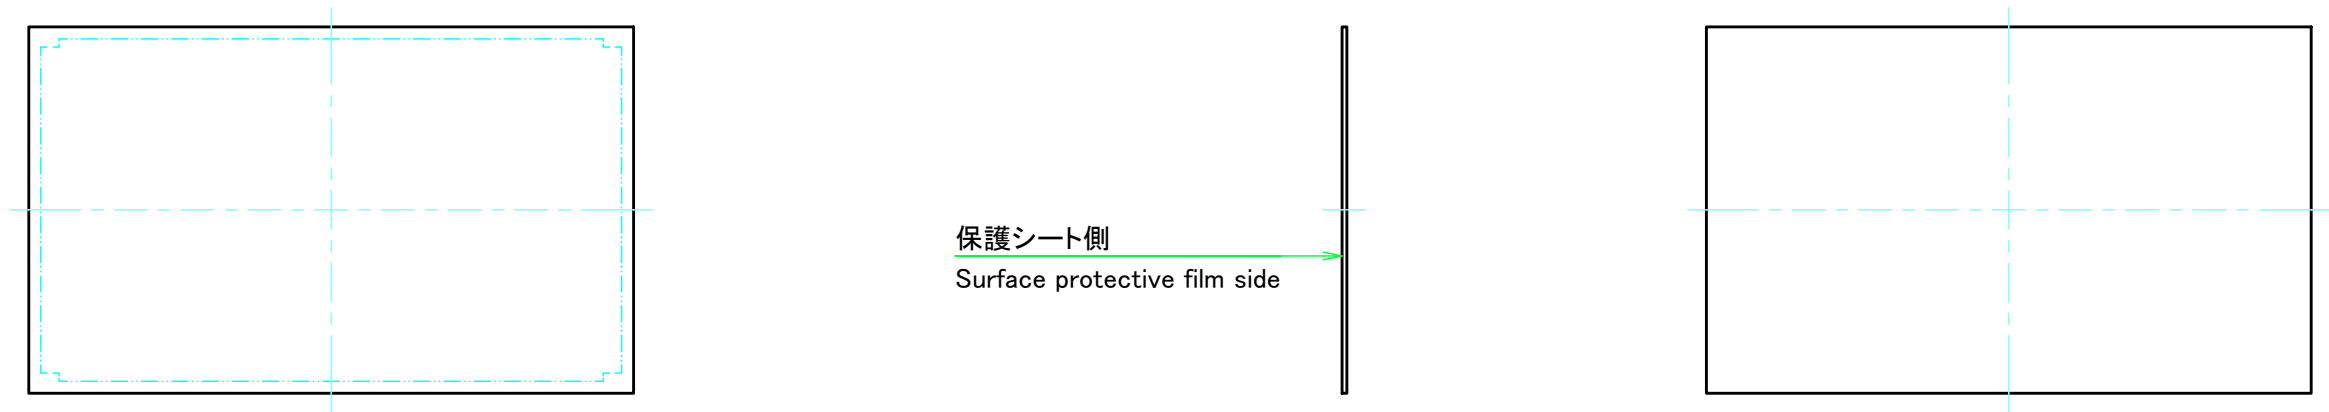 保護シート側
Surface protective film side